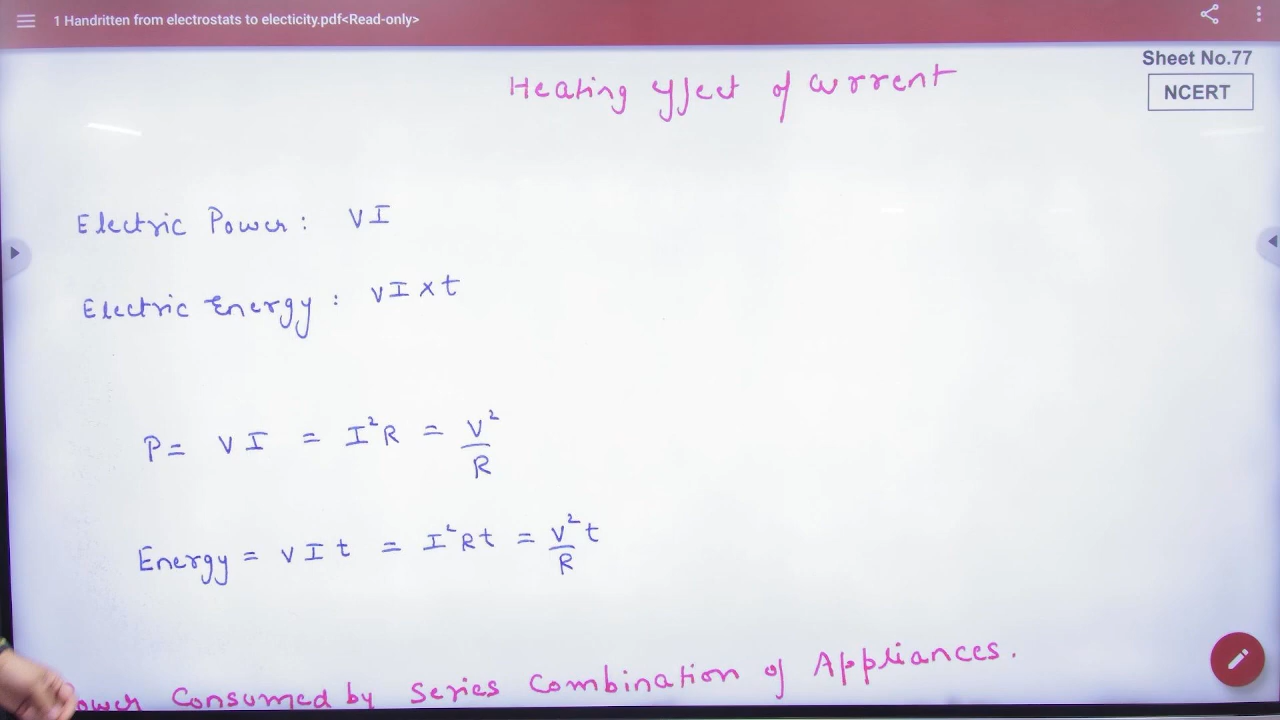 1 Handritten from electrostats to electicity.pdf<Read-only>
Sheet No.77
NCERT
Heating effect of current
Electric Power : VI
Electric Energy : VI × t
P = VI = I²R = V²/R
Energy = VIt = I²Rt = V²/R t
Consumed by Series Combination of Appliances.